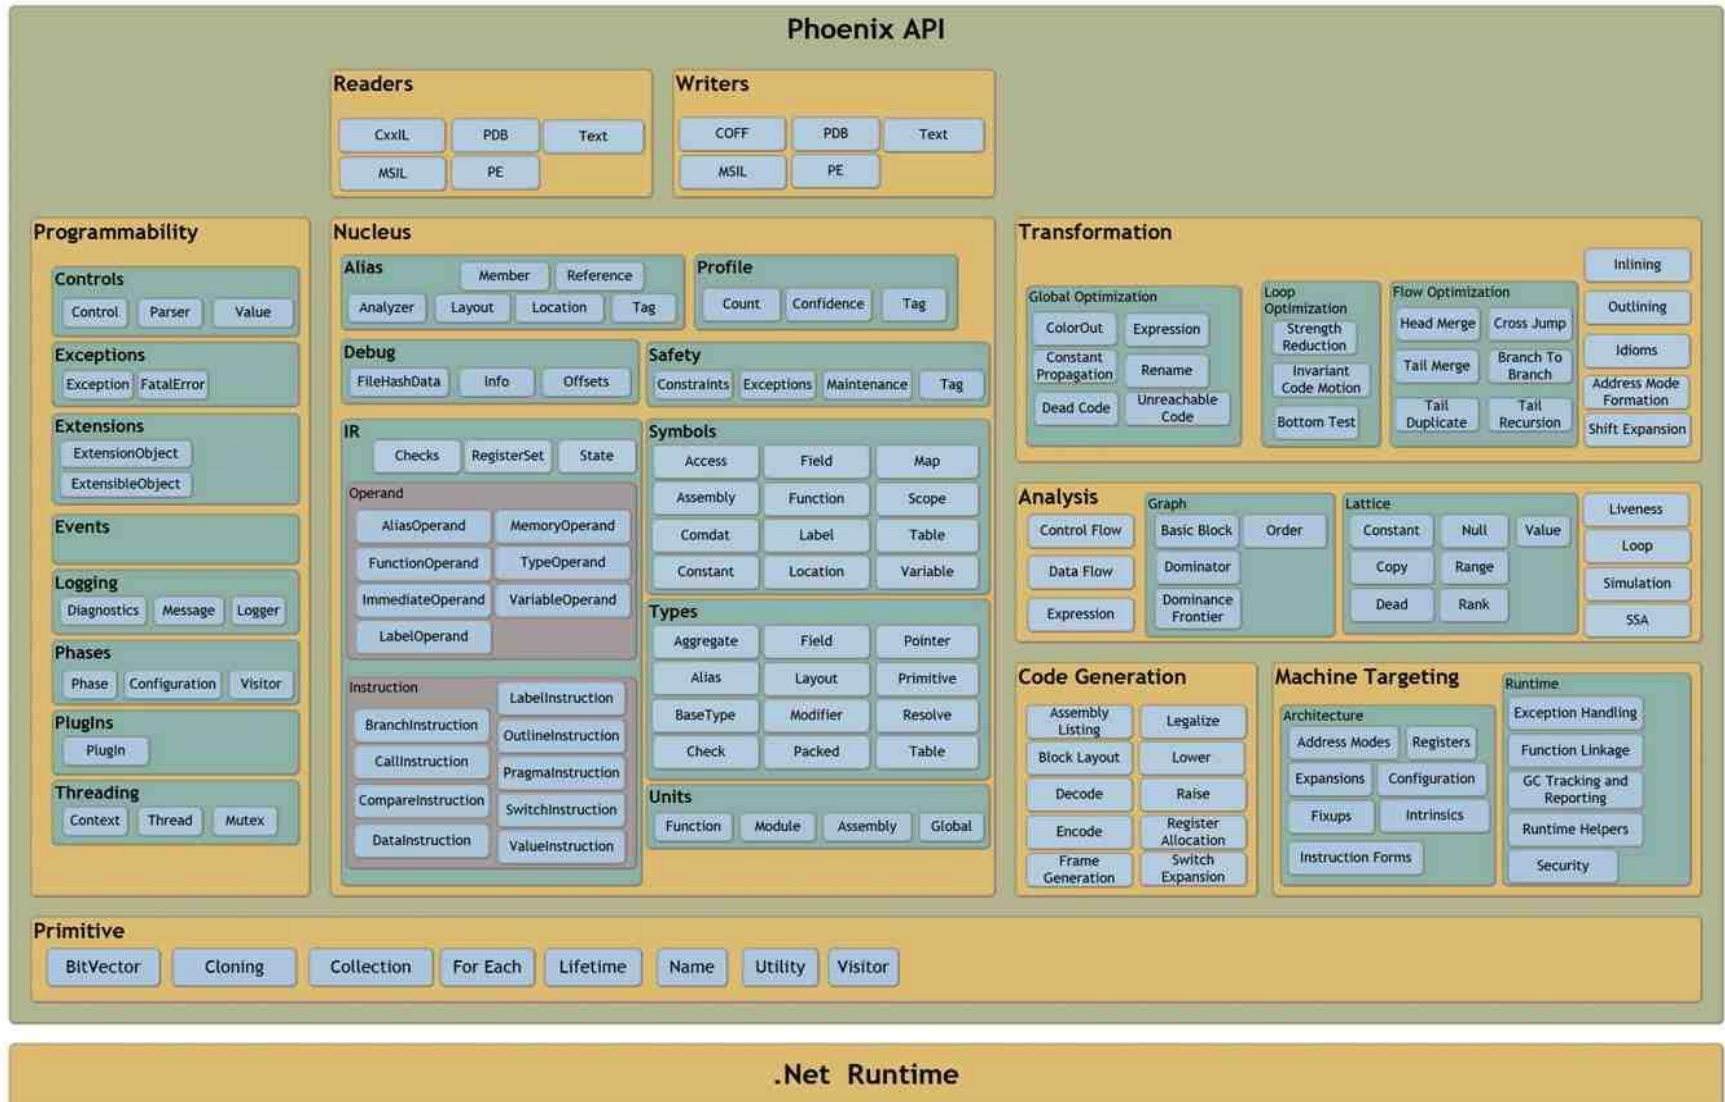 Phoenix API
Readers
CxxIL
PDB
Text
MSIL
PE
Writers
COFF
PDB
Text
MSIL
PE
Programmability
Controls
Control
Parser
Value
Exceptions
Exception
FatalError
Extensions
ExtensionObject
ExtensibleObject
Events
Logging
Diagnostics
Message
Logger
Phases
Phase
Configuration
Visitor
PlugIns
PlugIn
Threading
Context
Thread
Mutex
Nucleus
Alias
Member
Reference
Analyzer
Layout
Location
Tag
Profile
Count
Confidence
Tag
Debug
FileHashData
Info
Offsets
Safety
Constraints
Exceptions
Maintenance
Tag
IR
Checks
RegisterSet
State
Operand
AliasOperand
MemoryOperand
FunctionOperand
TypeOperand
ImmediateOperand
VariableOperand
LabelOperand
Instruction
LabelInstruction
BranchInstruction
OutlineInstruction
CallInstruction
PragmaInstruction
CompareInstruction
SwitchInstruction
DataInstruction
ValueInstruction
Symbols
Access
Field
Map
Assembly
Function
Scope
Comdat
Label
Table
Constant
Location
Variable
Types
Aggregate
Field
Pointer
Alias
Layout
Primitive
BaseType
Modifier
Resolve
Check
Packed
Table
Units
Function
Module
Assembly
Global
Transformation
Global Optimization
ColorOut
Expression
Constant
Propagation
Rename
Dead Code
Unreachable
Code
Loop
Optimization
Strength
Reduction
Invariant
Code Motion
Bottom Test
Flow Optimization
Head Merge
Cross Jump
Tail Merge
Branch To
Branch
Tail
Duplicate
Tail
Recursion
Inlining
Outlining
Idioms
Address Mode
Formation
Shift Expansion
Analysis
Control Flow
Data Flow
Expression
Graph
Basic Block
Order
Dominator
Dominance
Frontier
Lattice
Constant
Null
Value
Copy
Range
Dead
Rank
Liveness
Loop
Simulation
SSA
Code Generation
Assembly
Listing
Legalize
Block Layout
Lower
Decode
Raise
Encode
Register
Allocation
Frame
Generation
Switch
Expansion
Machine Targeting
Architecture
Address Modes
Registers
Expansions
Configuration
Fixups
Intrinsics
Instruction Forms
Runtime
Exception Handling
Function Linkage
GC Tracking and
Reporting
Runtime Helpers
Security
Primitive
BitVector
Cloning
Collection
For Each
Lifetime
Name
Utility
Visitor
.Net Runtime